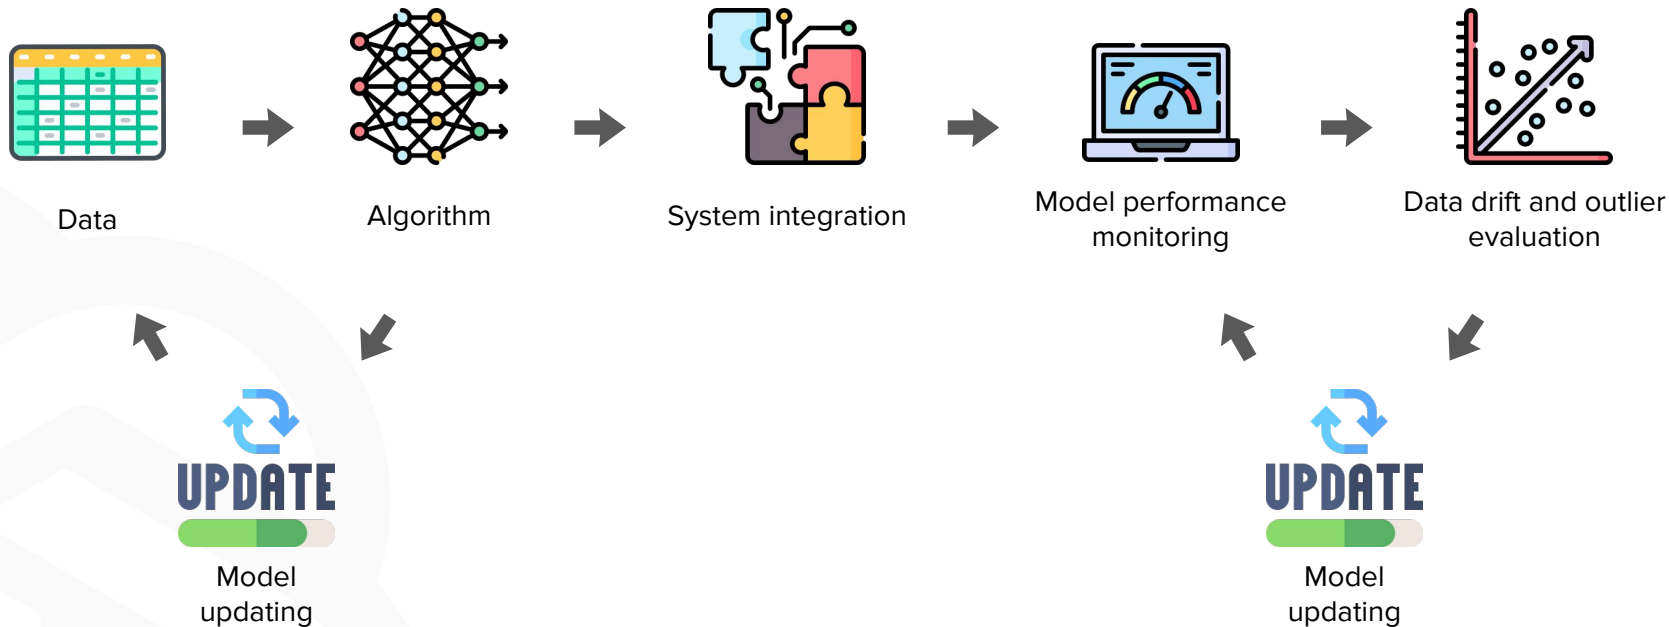 Data
Algorithm
System integration
Model performance
monitoring
Data drift and outlier
evaluation
UPDATE
Model
updating
UPDATE
Model
updating